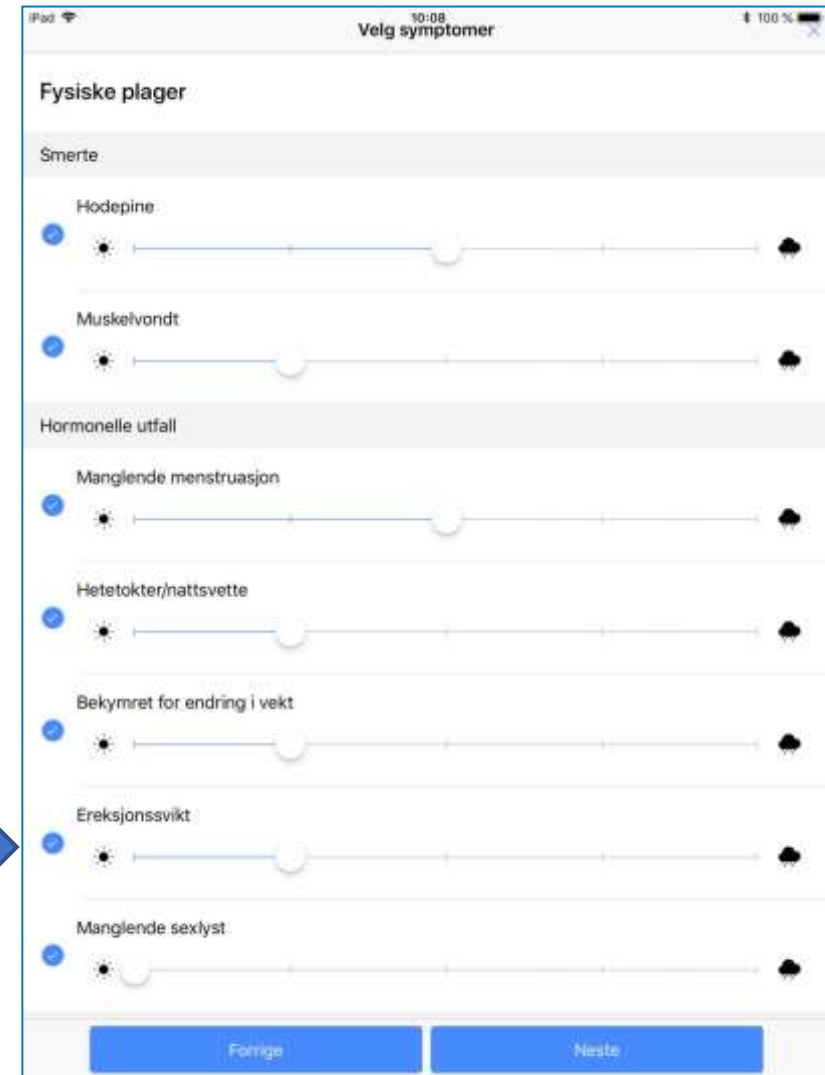 iPad 10:08 100 %
Velg symptomer
Fysiske plager
Smerte
Hodepine
Muskelvondt
Hormonelle utfall
Manglende menstruasjon
Hetetokter/nattsvette
Bekymret for endring i vekt
Ereksjonssvikt
Manglende sexlyst
Forrige Neste